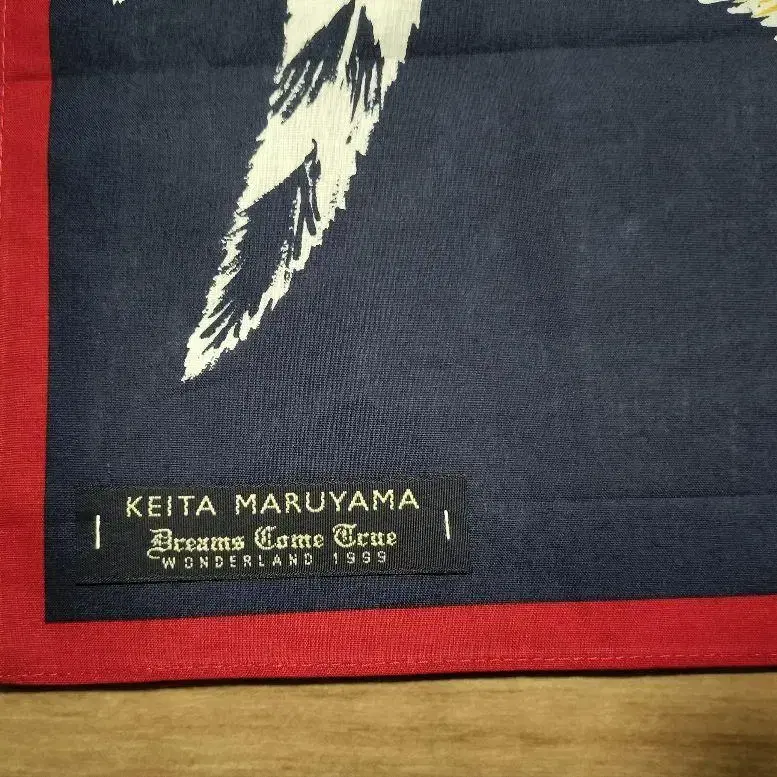 KEITA MARUYAMA
Dreams Come True
WONDERLAND 1999